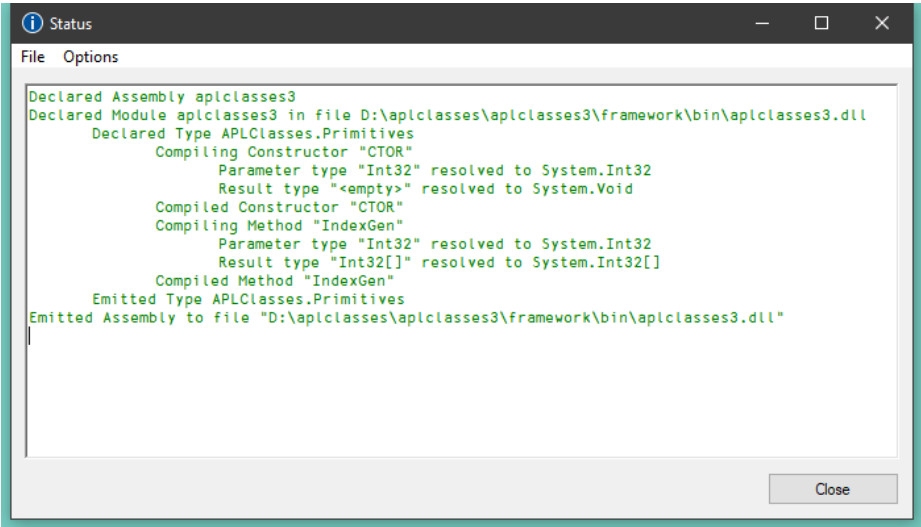 Status
File Options
Declared Assembly aplclasses3
Declared Module aplclasses3 in file D:\aplclasses\aplclasses3\framework\bin\aplclasses3.dll
Declared Type APLClasses.Primitives
Compiling Constructor "CTOR"
Parameter type "Int32" resolved to System.Int32
Result type "<empty>" resolved to System.Void
Compiled Constructor "CTOR"
Compiling Method "IndexGen"
Parameter type "Int32" resolved to System.Int32
Result type "Int32[]" resolved to System.Int32[]
Compiled Method "IndexGen"
Emitted Type APLClasses.Primitives
Emitted Assembly to file "D:\aplclasses\aplclasses3\framework\bin\aplclasses3.dll"
Close